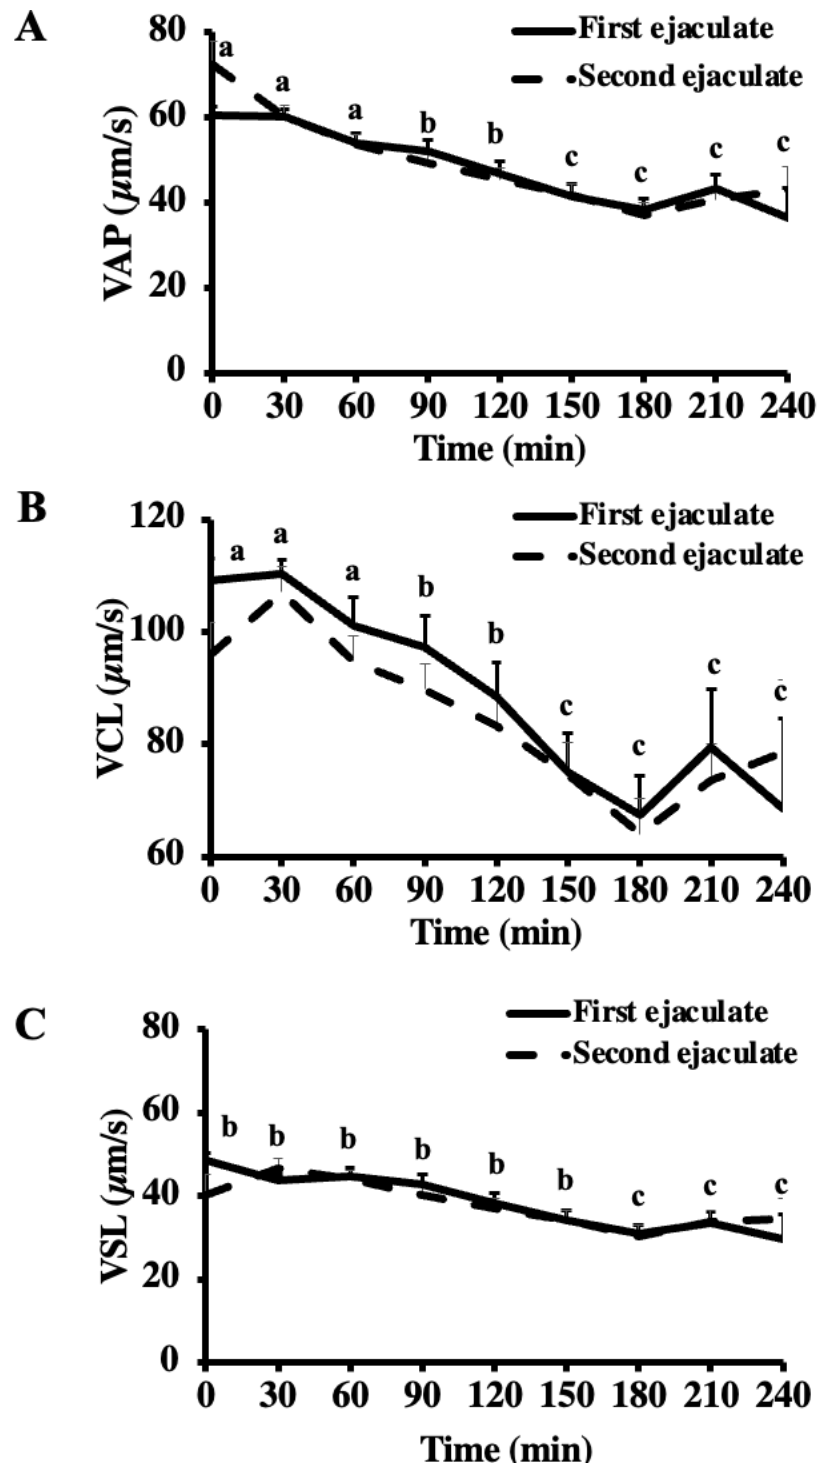 A
80
First ejaculate
Second ejaculate
a
a
a
b
b
c
c
c
c
60
40
20
0
VAP (µm/s)
0 30 60 90 120 150 180 210 240
Time (min)
B
120
First ejaculate
Second ejaculate
a
a
a
b
b
c
c
c
c
100
80
60
VCL (µm/s)
0 30 60 90 120 150 180 210 240
Time (min)
C
80
First ejaculate
Second ejaculate
60
b
b
b
b
b
b
c
c
c
40
20
0
VSL (µm/s)
0 30 60 90 120 150 180 210 240
Time (min)